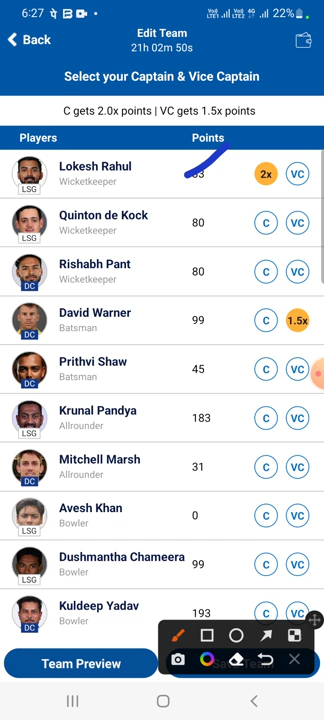 6:27 22%
Back Edit Team
21h 02m 50s
Select your Captain & Vice Captain
C gets 2.0x points | VC gets 1.5x points
Players Points
Lokesh Rahul
Wicketkeeper 2x VC
LSG
Quinton de Kock
Wicketkeeper 80 C VC
LSG
Rishabh Pant
Wicketkeeper 80 C VC
DC
David Warner
Batsman 99 C 1.5x
DC
Prithvi Shaw
Batsman 45 C VC
DC
Krunal Pandya
Allrounder 183 C VC
LSG
Mitchell Marsh
Allrounder 31 C VC
DC
Avesh Khan
Bowler 0 C VC
LSG
Dushmantha Chameera
Bowler 99 C VC
LSG
Kuldeep Yadav
Bowler 193 C VC
DC
Team Preview